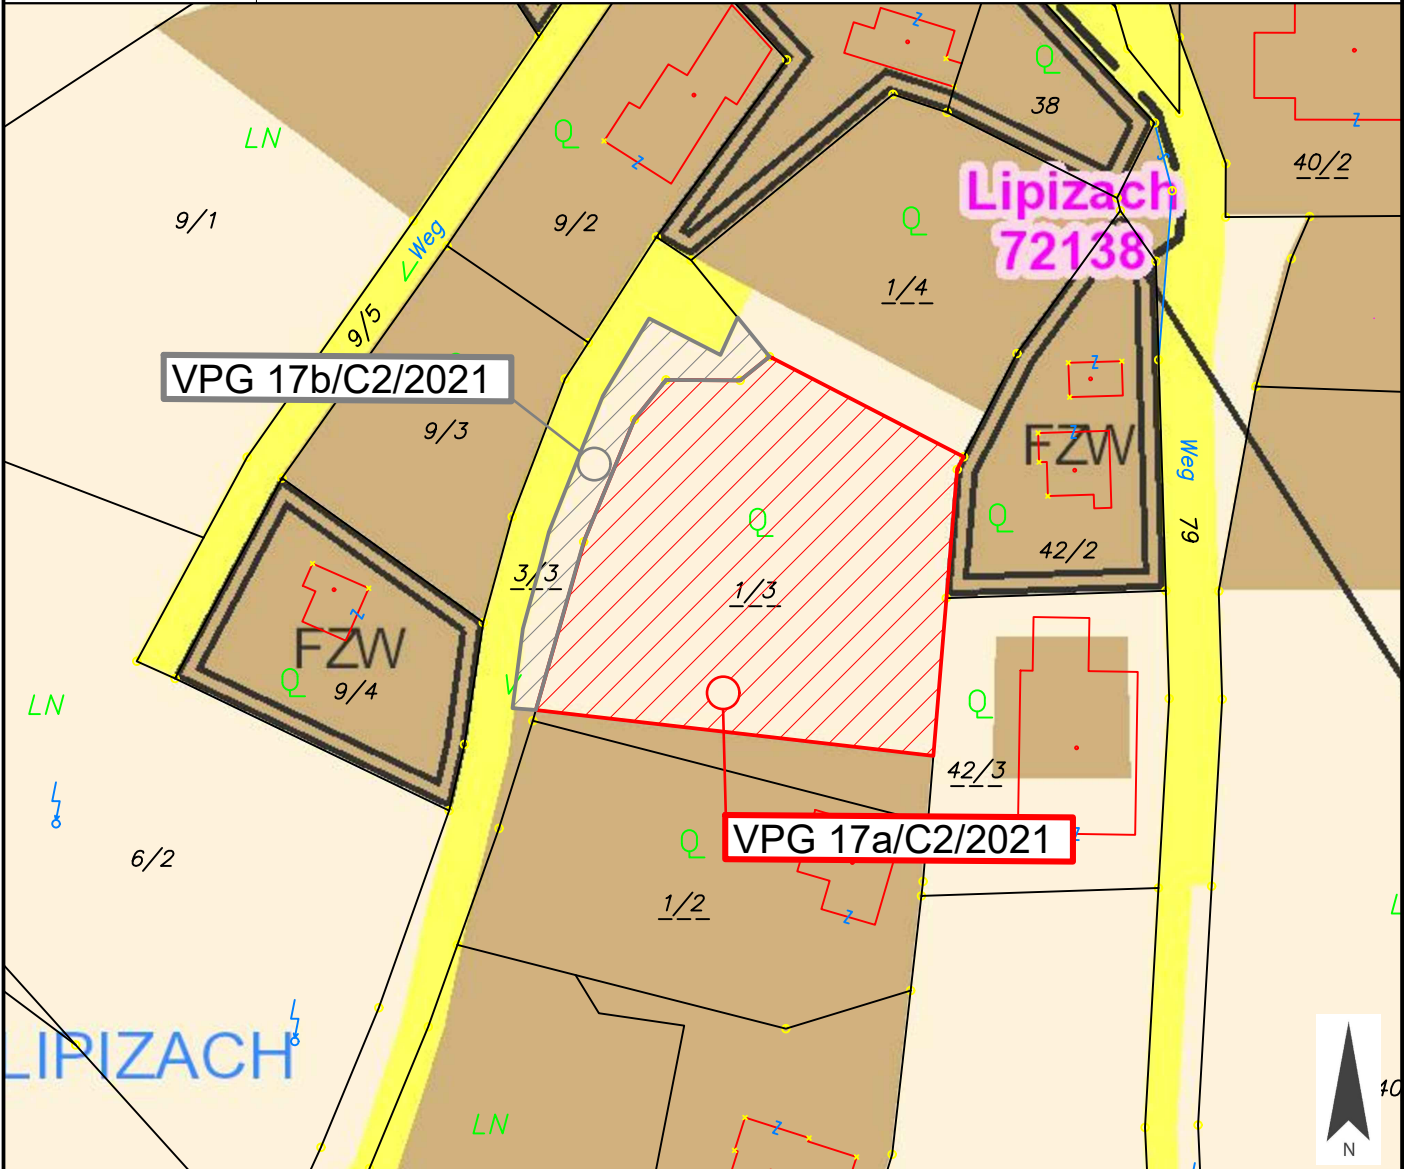 Q
38
LN
Q
Z
Z
Z
40/2
9/1
9/2
Q
Lipizach
72138
Weg
1/4
9/5
Z
VPG 17b/C2/2021
9/3
FZW
Z
Weg
Q
Q
79
42/2
3/3
1/3
Z
FZW
Q
9/4
V
LN
Q
42/3
Q
VPG 17a/C2/2021
Z
6/2
1/2
Z
LIPIZACH
LN
Z
N